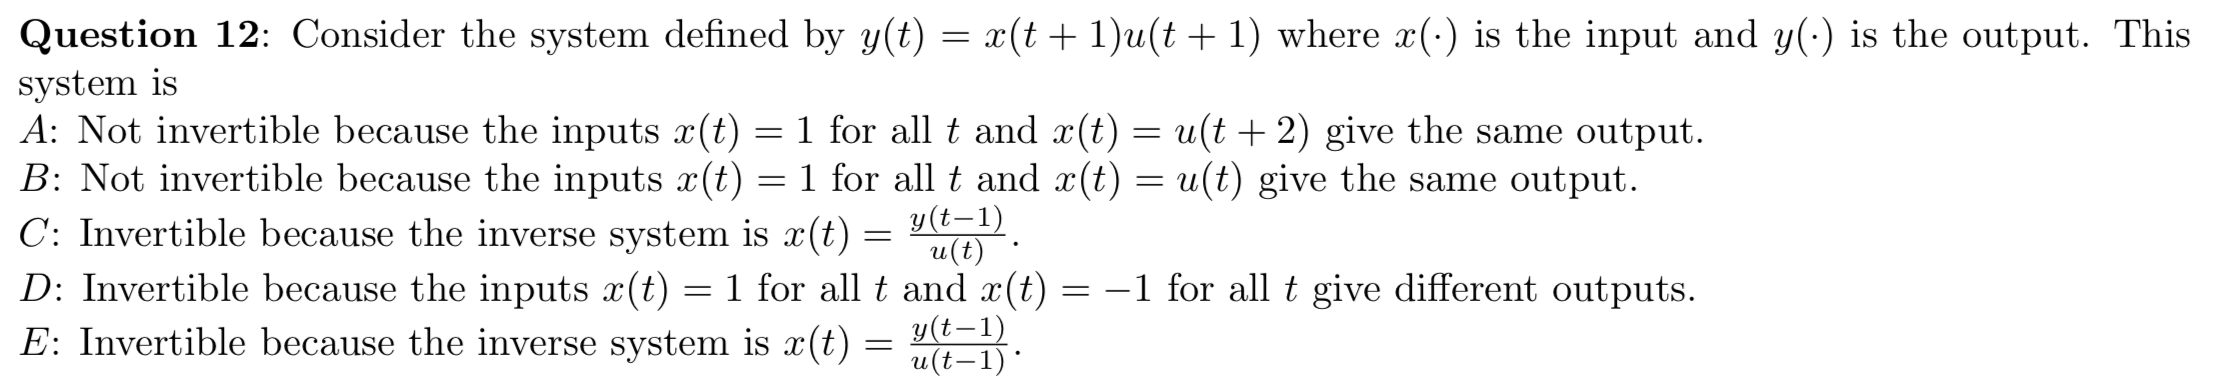 Question 12: Consider the system defined by y(t) = x(t + 1)u(t + 1) where x(·) is the input and y(·) is the output. This
system is
A: Not invertible because the inputs x(t) = 1 for all t and x(t) = u(t + 2) give the same output.
B: Not invertible because the inputs x(t) = 1 for all t and x(t) = u(t) give the same output.
C: Invertible because the inverse system is x(t) = \frac{y(t−1)}{u(t)}.
D: Invertible because the inputs x(t) = 1 for all t and x(t) = −1 for all t give different outputs.
E: Invertible because the inverse system is x(t) = \frac{y(t−1)}{u(t−1)}.